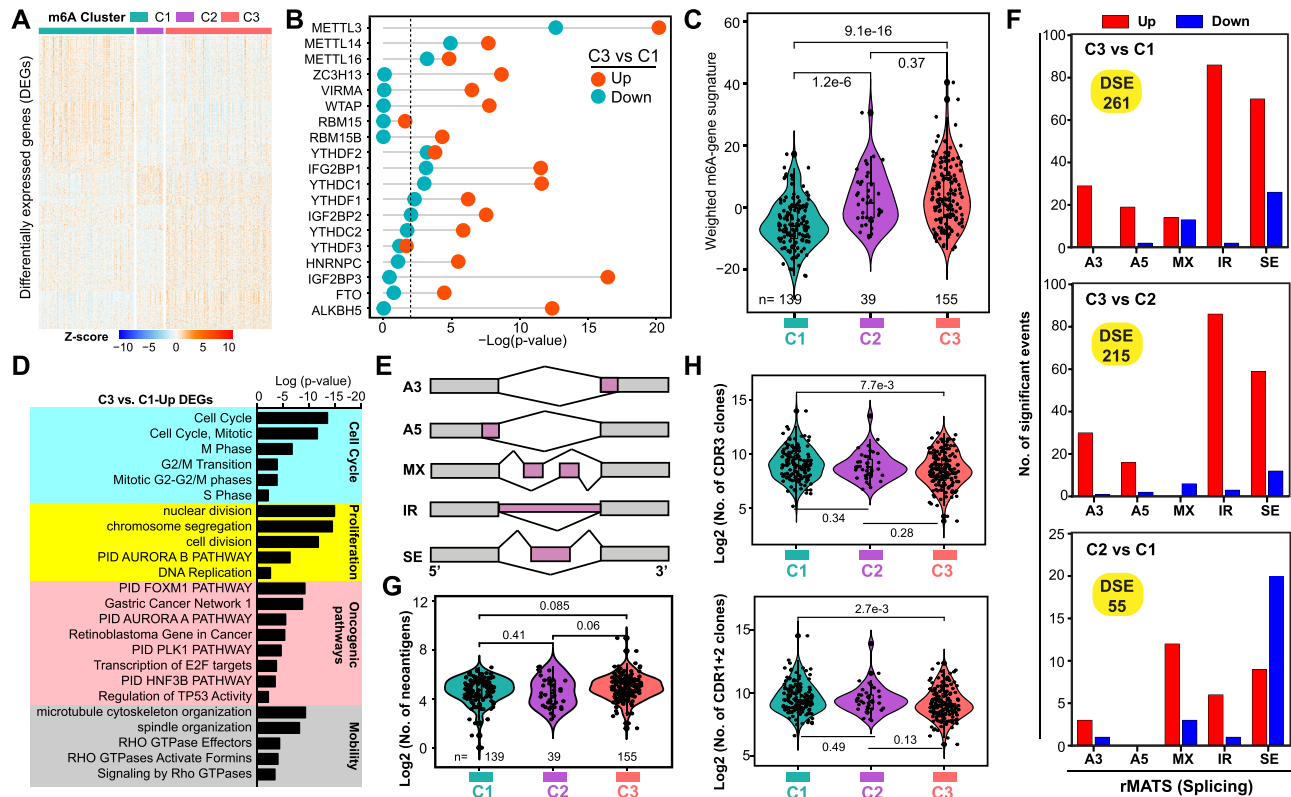 A
m6A Cluster C1 C2 C3
Differentially expressed genes (DEGs)
Z-score
−10 −5 0 5 10
B
METTL3
METTL14
METTL16
ZC3H13
VIRMA
WTAP
RBM15
RBM15B
YTHDF2
IFG2BP1
YTHDC1
YTHDF1
IGF2BP2
YTHDC2
YTHDF3
HNRNPC
IGF2BP3
FTO
ALKBH5
C3 vs C1
Up
Down
0 5 10 15 20
−Log(p-value)
C
Weighted m6A-gene sugnature
60
40
20
0
−20
9.1e-16
0.37
1.2e-6
n= 139 39 155
C1 C2 C3
D
Log (p-value)
C3 vs. C1-Up DEGs
0 -5 -10 -15 -20
Cell Cycle
Cell Cycle, Mitotic
M Phase
G2/M Transition
Mitotic G2-G2/M phases
S Phase
Cell Cycle
nuclear division
chromosome segregation
cell division
PID AURORA B PATHWAY
DNA Replication
Proliferation
PID FOXM1 PATHWAY
Gastric Cancer Network 1
PID AURORA A PATHWAY
Retinoblastoma Gene in Cancer
PID PLK1 PATHWAY
Transcription of E2F targets
PID HNF3B PATHWAY
Regulation of TP53 Activity
Oncogenic
pathways
microtubule cytoskeleton organization
spindle organization
RHO GTPase Effectors
RHO GTPases Activate Formins
Signaling by Rho GTPases
Mobility
E
A3
A5
MX
IR
SE
5' 3'
G
Log2 (No. of neoantigens)
12
8
4
0
0.085
0.41
0.06
n= 139 39 155
C1 C2 C3
H
Log2 (No. of CDR3 clones)
15
10
5
7.7e-3
0.34
0.28
C1 C2 C3
Log2 (No. of CDR1+2 clones)
15
10
5
2.7e-3
0.49
0.13
C1 C2 C3
F
Up Down
No. of significant events
C3 vs C1
DSE
261
100
80
60
40
20
0
A3 A5 MX IR SE
C3 vs C2
DSE
215
100
80
60
40
20
0
A3 A5 MX IR SE
C2 vs C1
DSE
55
25
20
15
10
5
0
A3 A5 MX IR SE
rMATS (Splicing)